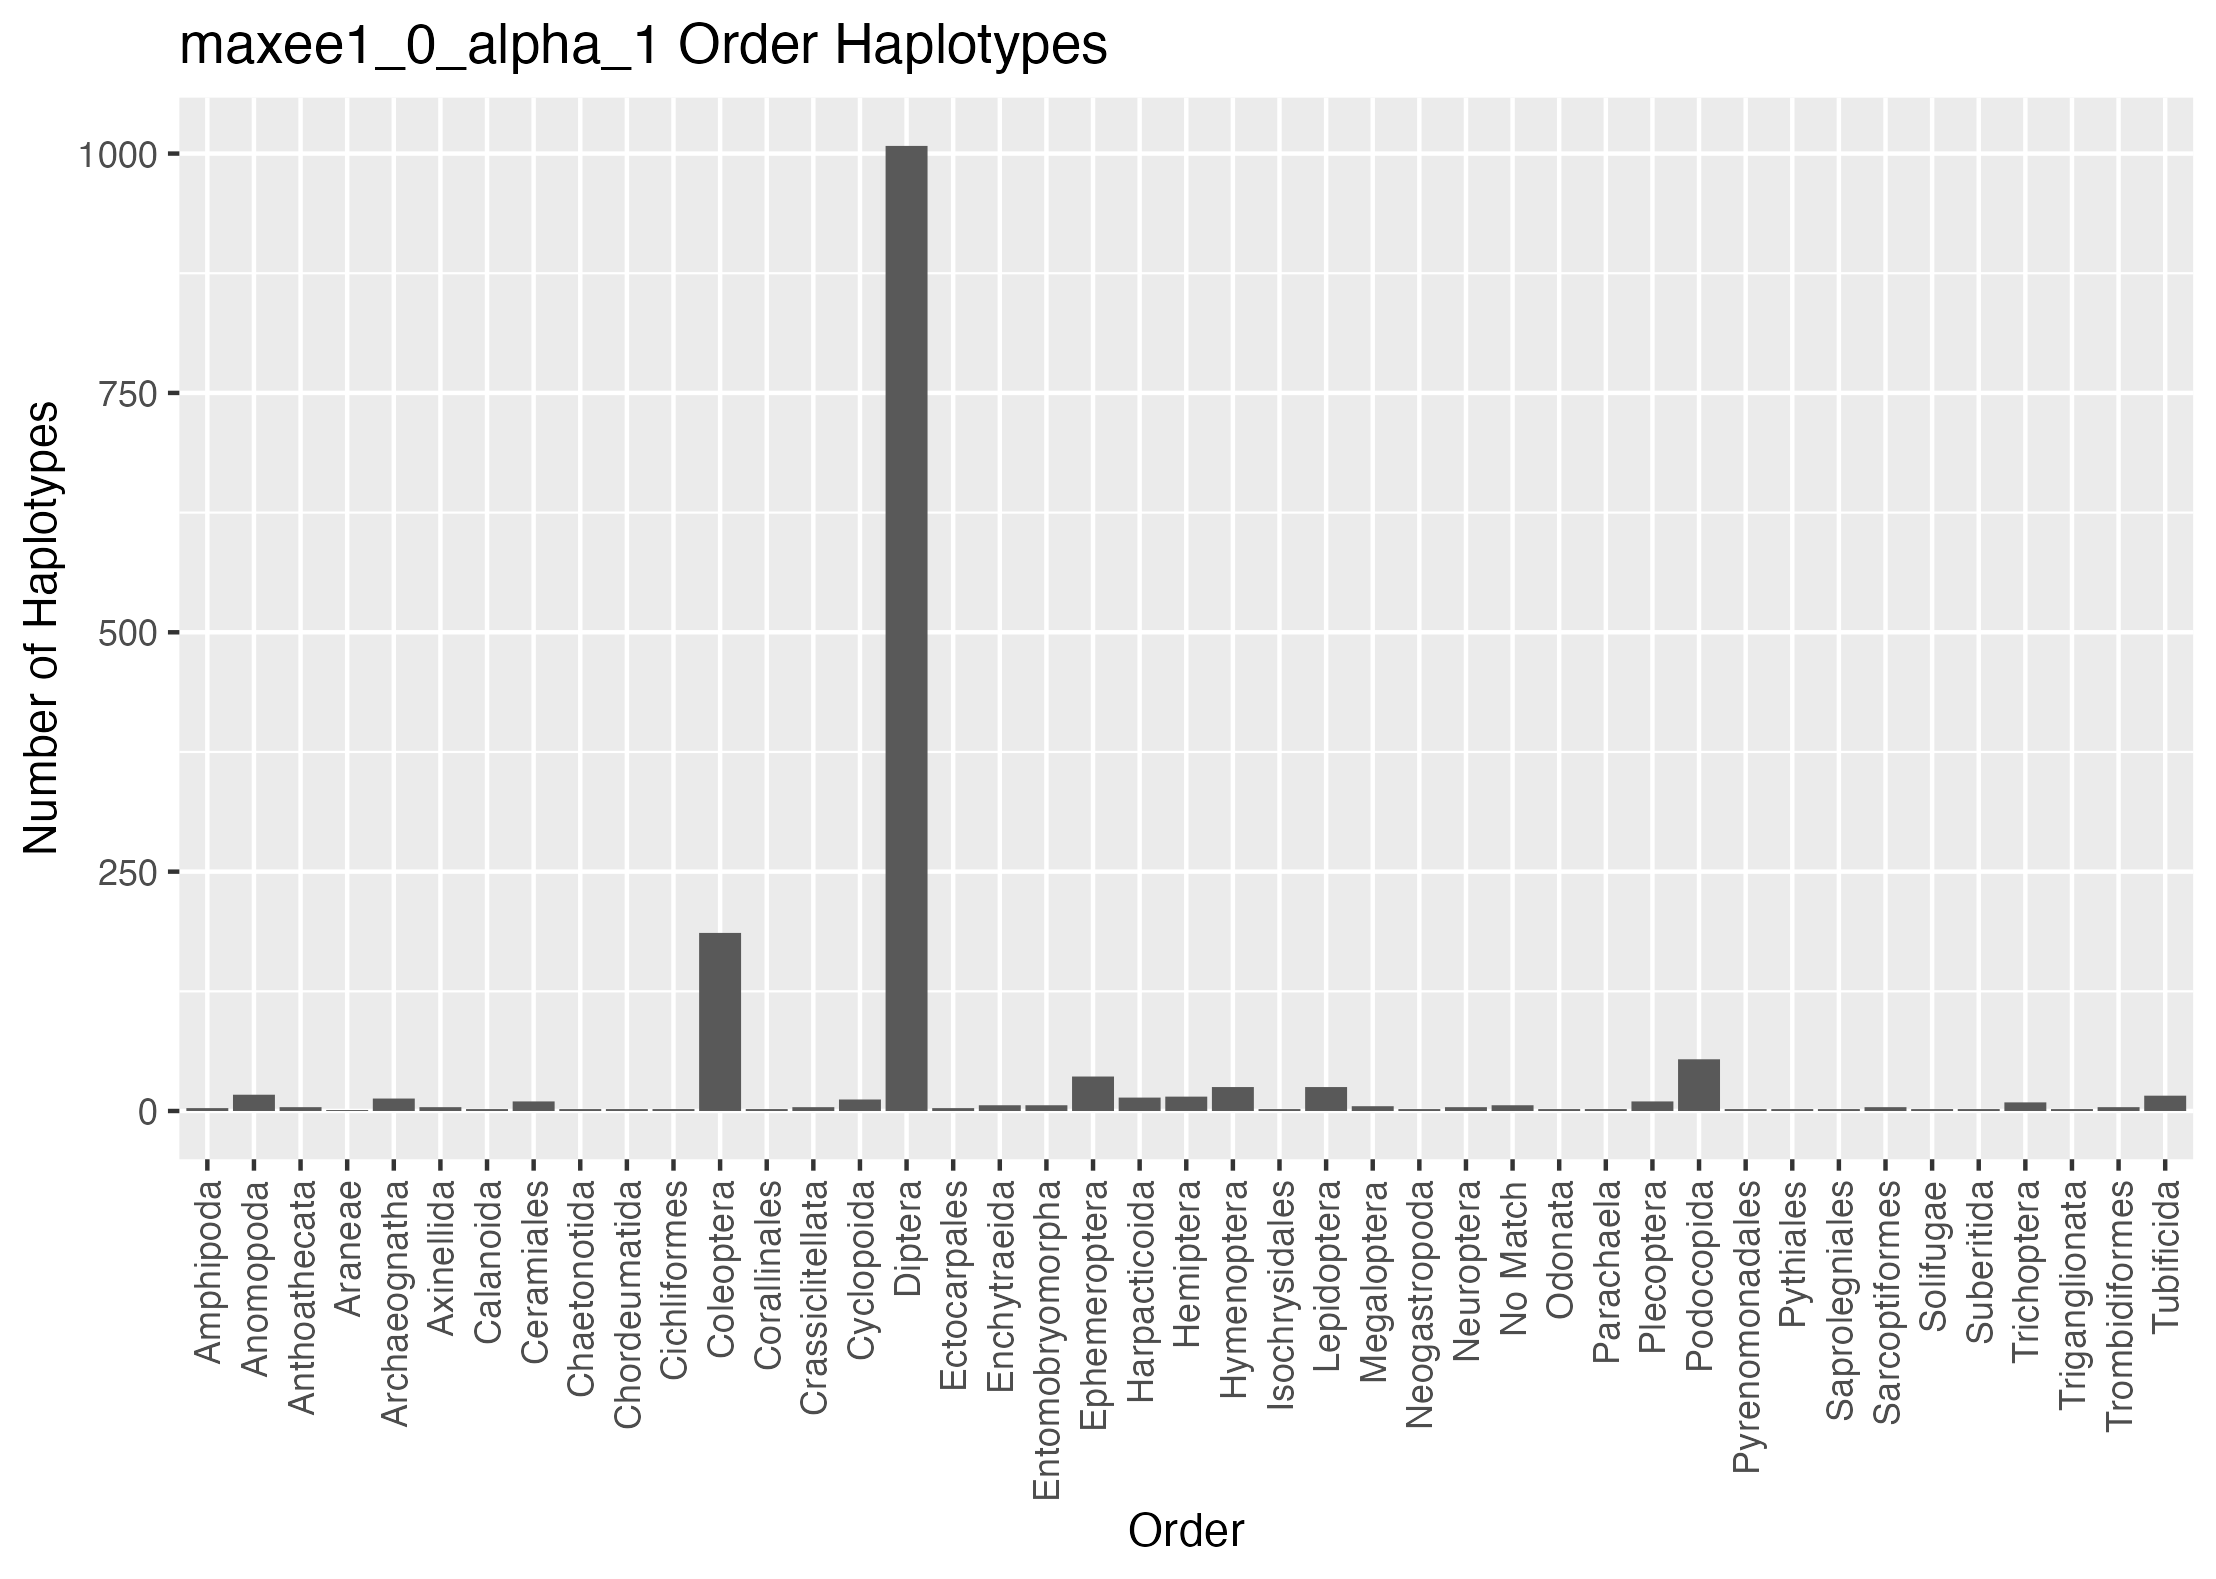 maxee1_0_alpha_1 Order Haplotypes
Number of Haplotypes
1000
750
500
250
0
Amphipoda
Anomopoda
Anthoathecata
Araneae
Archaeognatha
Axinellida
Calanoida
Ceramiales
Chaetonotida
Chordeumatida
Cichliformes
Coleoptera
Corallinales
Crassiclitellata
Cyclopoida
Diptera
Ectocarpales
Enchytraeida
Entomobryomorpha
Ephemeroptera
Harpacticoida
Hemiptera
Hymenoptera
Isochrysidales
Lepidoptera
Megaloptera
Neogastropoda
Neuroptera
No Match
Odonata
Parachaela
Plecoptera
Podocopida
Pyrenomonadales
Pythiales
Saprolegniales
Sarcoptiformes
Solifugae
Suberitida
Trichoptera
Triganglionata
Trombidiformes
Tubificida
Order